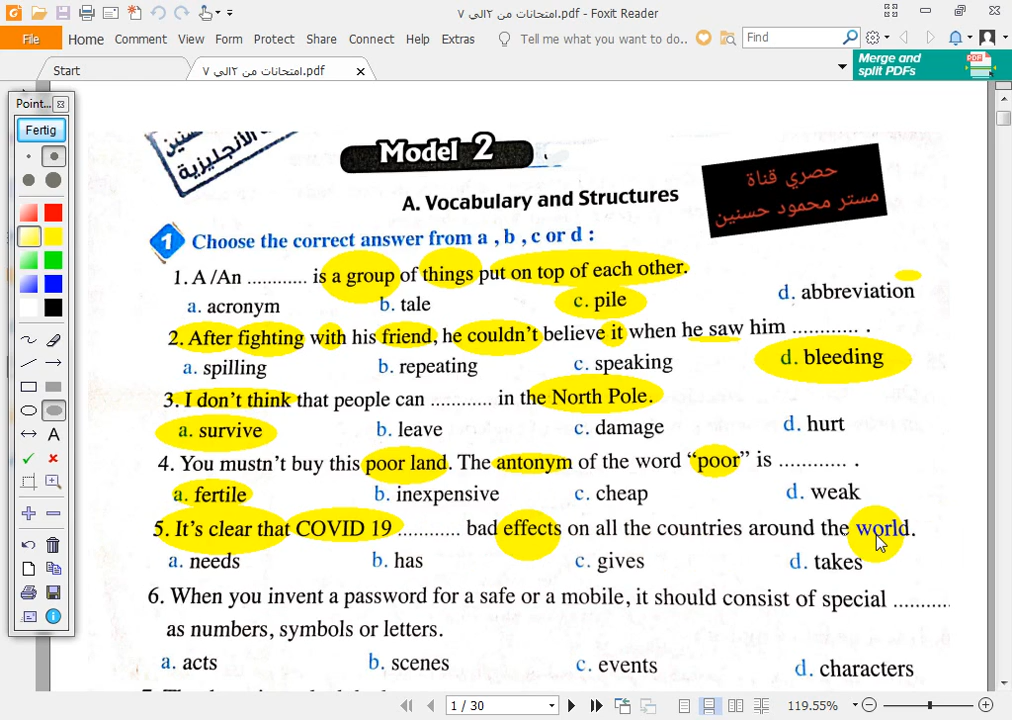 امتحانات من ٢الي ٧.pdf - Foxit Reader
File Home Comment View Form Protect Share Connect Help Extras Tell me what you want to do.. Find
Start امتحانات من ٢الي ٧.pdf
Merge and
split PDFs
Point...
Fertig
الأنجليزية
Model 2
حصري قناة
مستر محمود حسنين
A. Vocabulary and Structures
1 Choose the correct answer from a , b , c or d :
1. A /An ............ is a group of things put on top of each other.
a. acronym b. tale c. pile d. abbreviation
2. After fighting with his friend, he couldn't believe it when he saw him ............ .
a. spilling b. repeating c. speaking d. bleeding
3. I don't think that people can ............ in the North Pole.
a. survive b. leave c. damage d. hurt
4. You mustn't buy this poor land. The antonym of the word “poor” is ............ .
a. fertile b. inexpensive c. cheap d. weak
5. It's clear that COVID 19 ............ bad effects on all the countries around the world.
a. needs b. has c. gives d. takes
6. When you invent a password for a safe or a mobile, it should consist of special ...........
as numbers, symbols or letters.
a. acts b. scenes c. events d. characters
1 / 30 119.55%